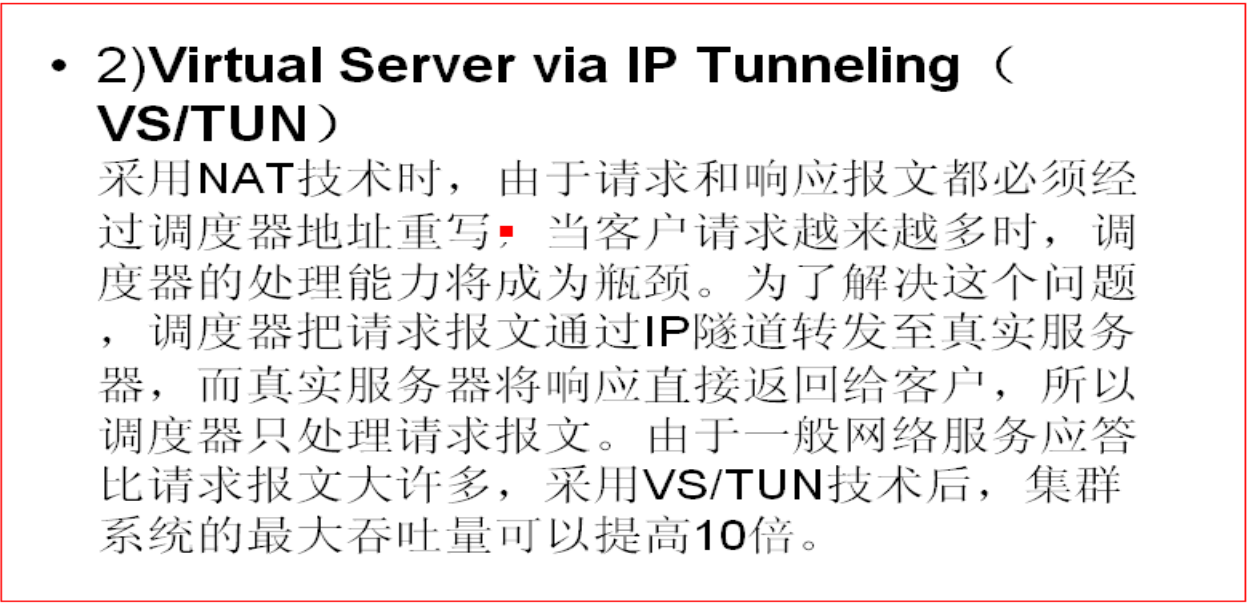 • 2)Virtual Server via IP Tunneling（
VS/TUN）
采用NAT技术时，由于请求和响应报文都必须经
过调度器地址重写，当客户请求越来越多时，调
度器的处理能力将成为瓶颈。为了解决这个问题
，调度器把请求报文通过IP隧道转发至真实服务
器，而真实服务器将响应直接返回给客户，所以
调度器只处理请求报文。由于一般网络服务应答
比请求报文大许多，采用VS/TUN技术后，集群
系统的最大吞吐量可以提高10倍。